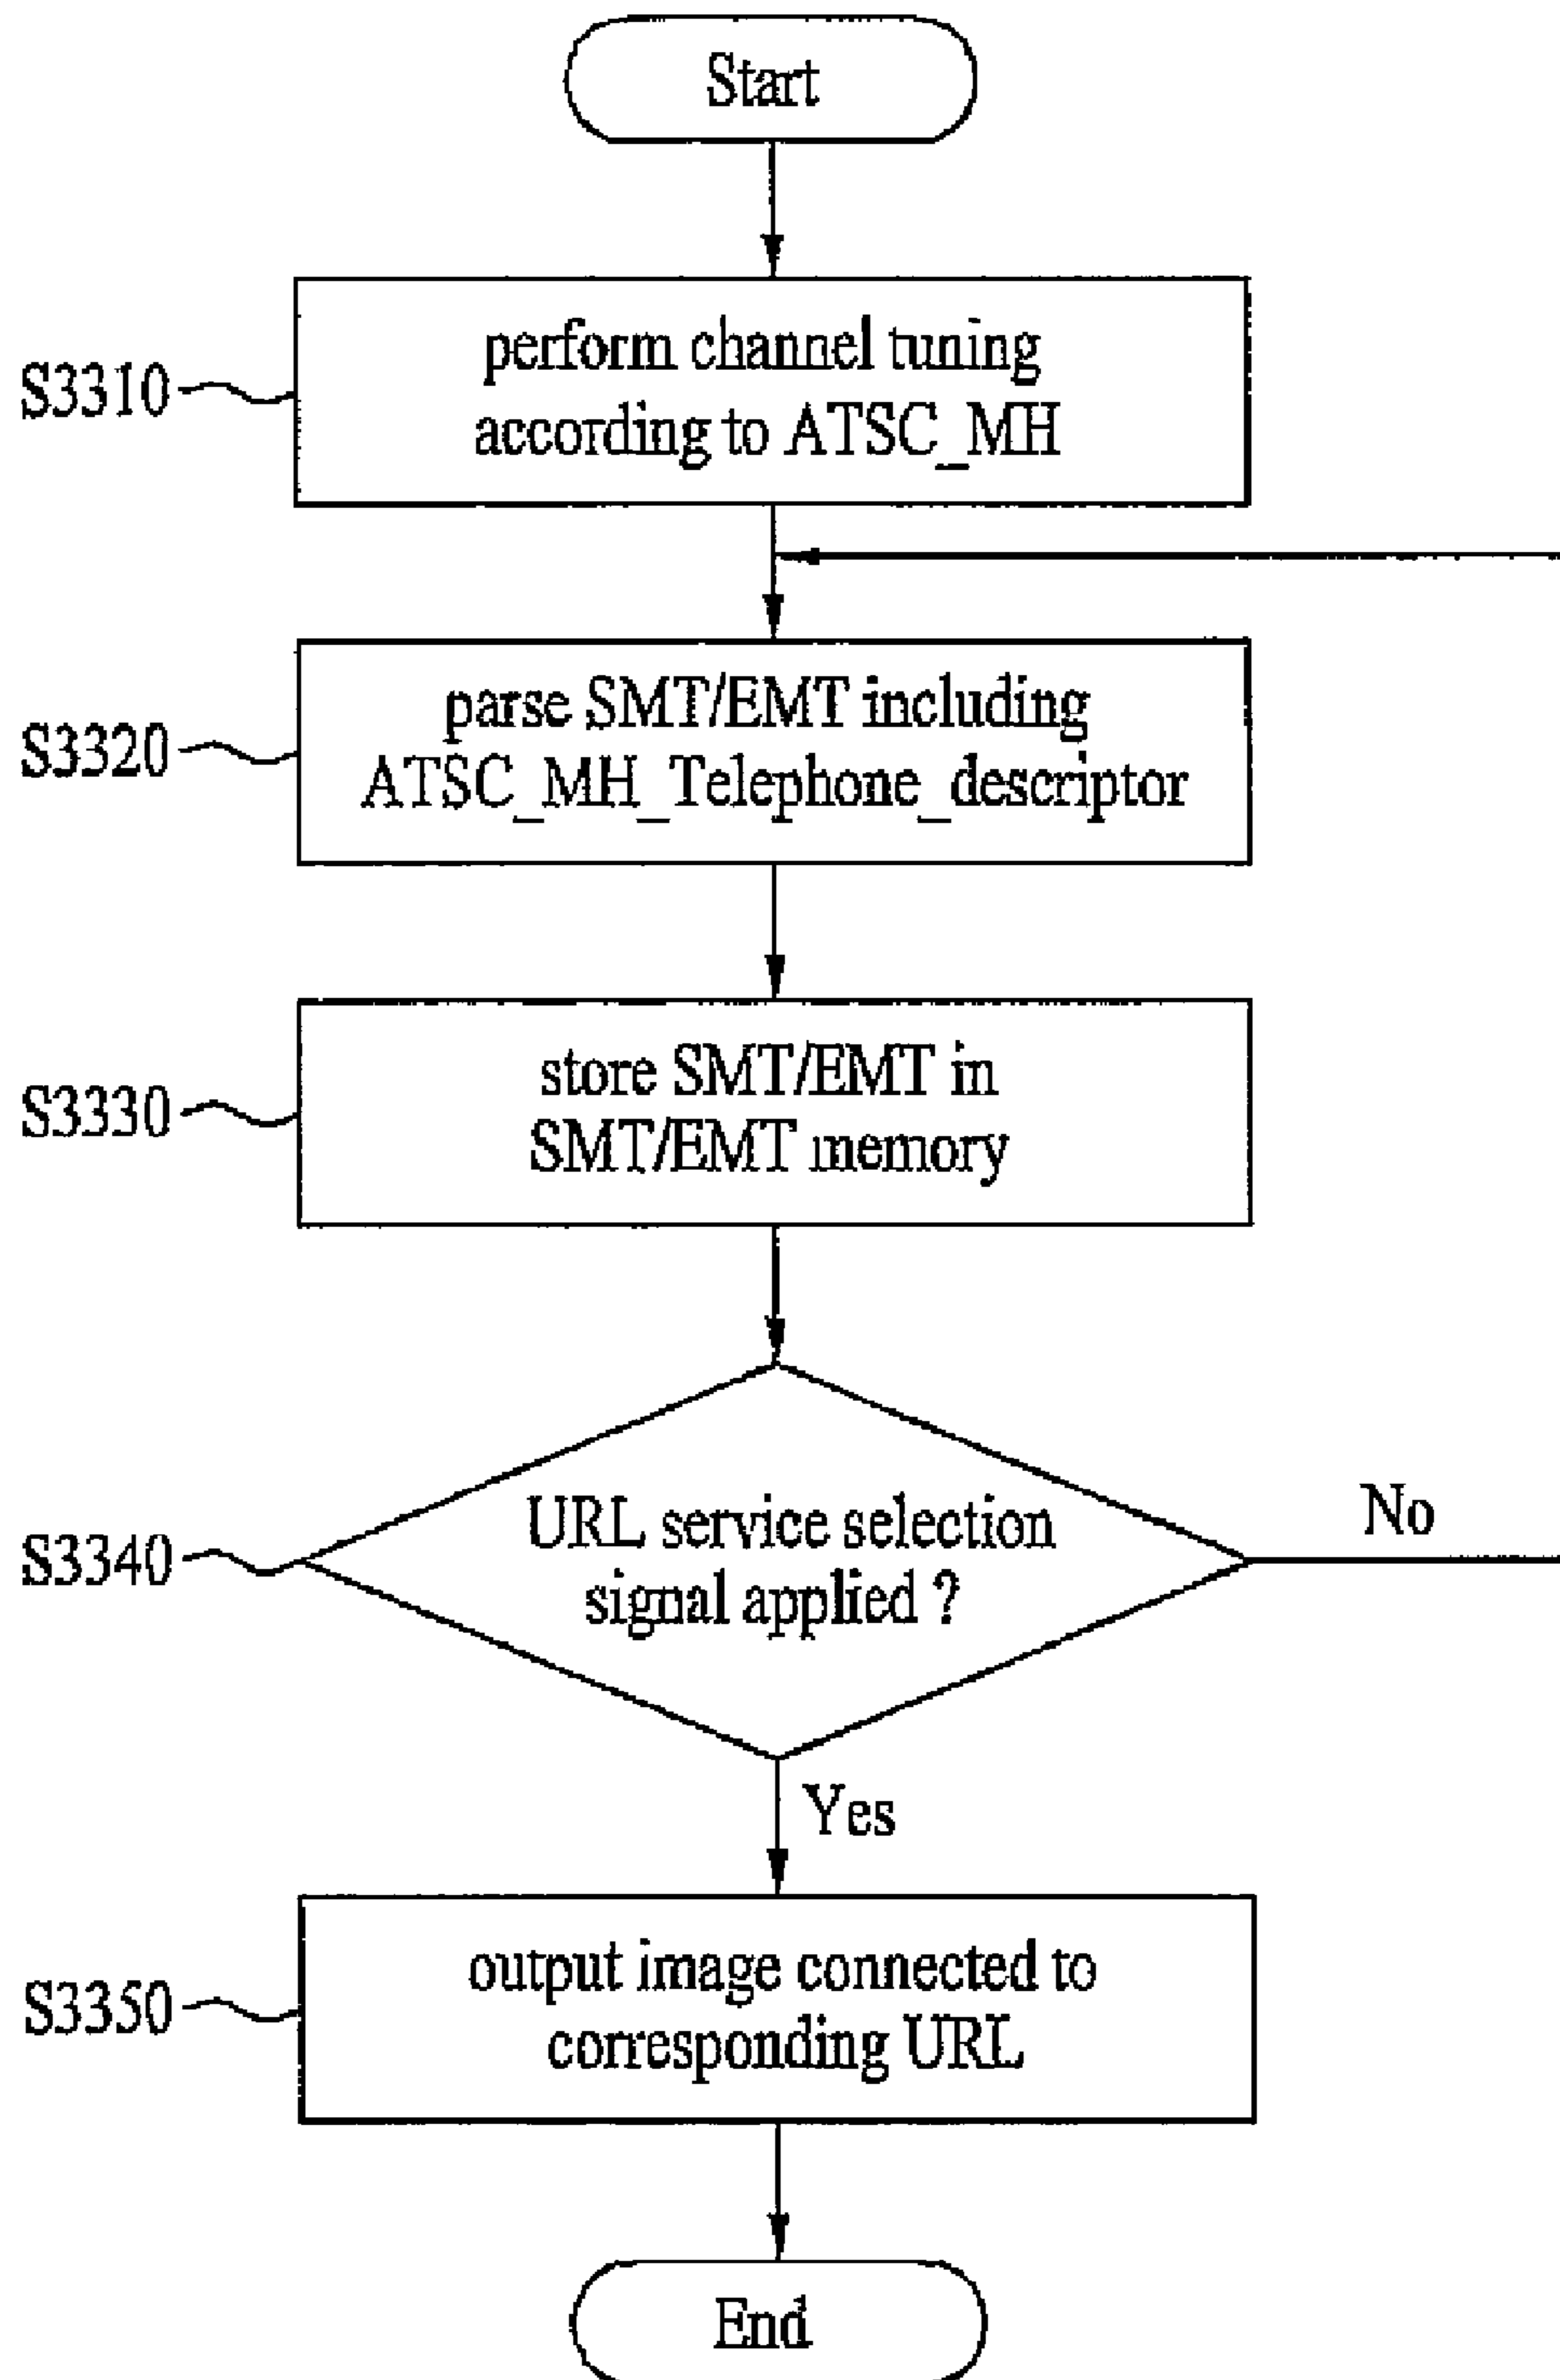 Start
S3310
perform channel tuning
according to ATSC_MH
S3320
parse SMT/EMT including
ATSC_MH_Telephone_descriptor
S3330
store SMT/EMT in
SMT/EMT memory
S3340
URL service selection
signal applied ?
No
Yes
S3350
output image connected to
corresponding URL
End